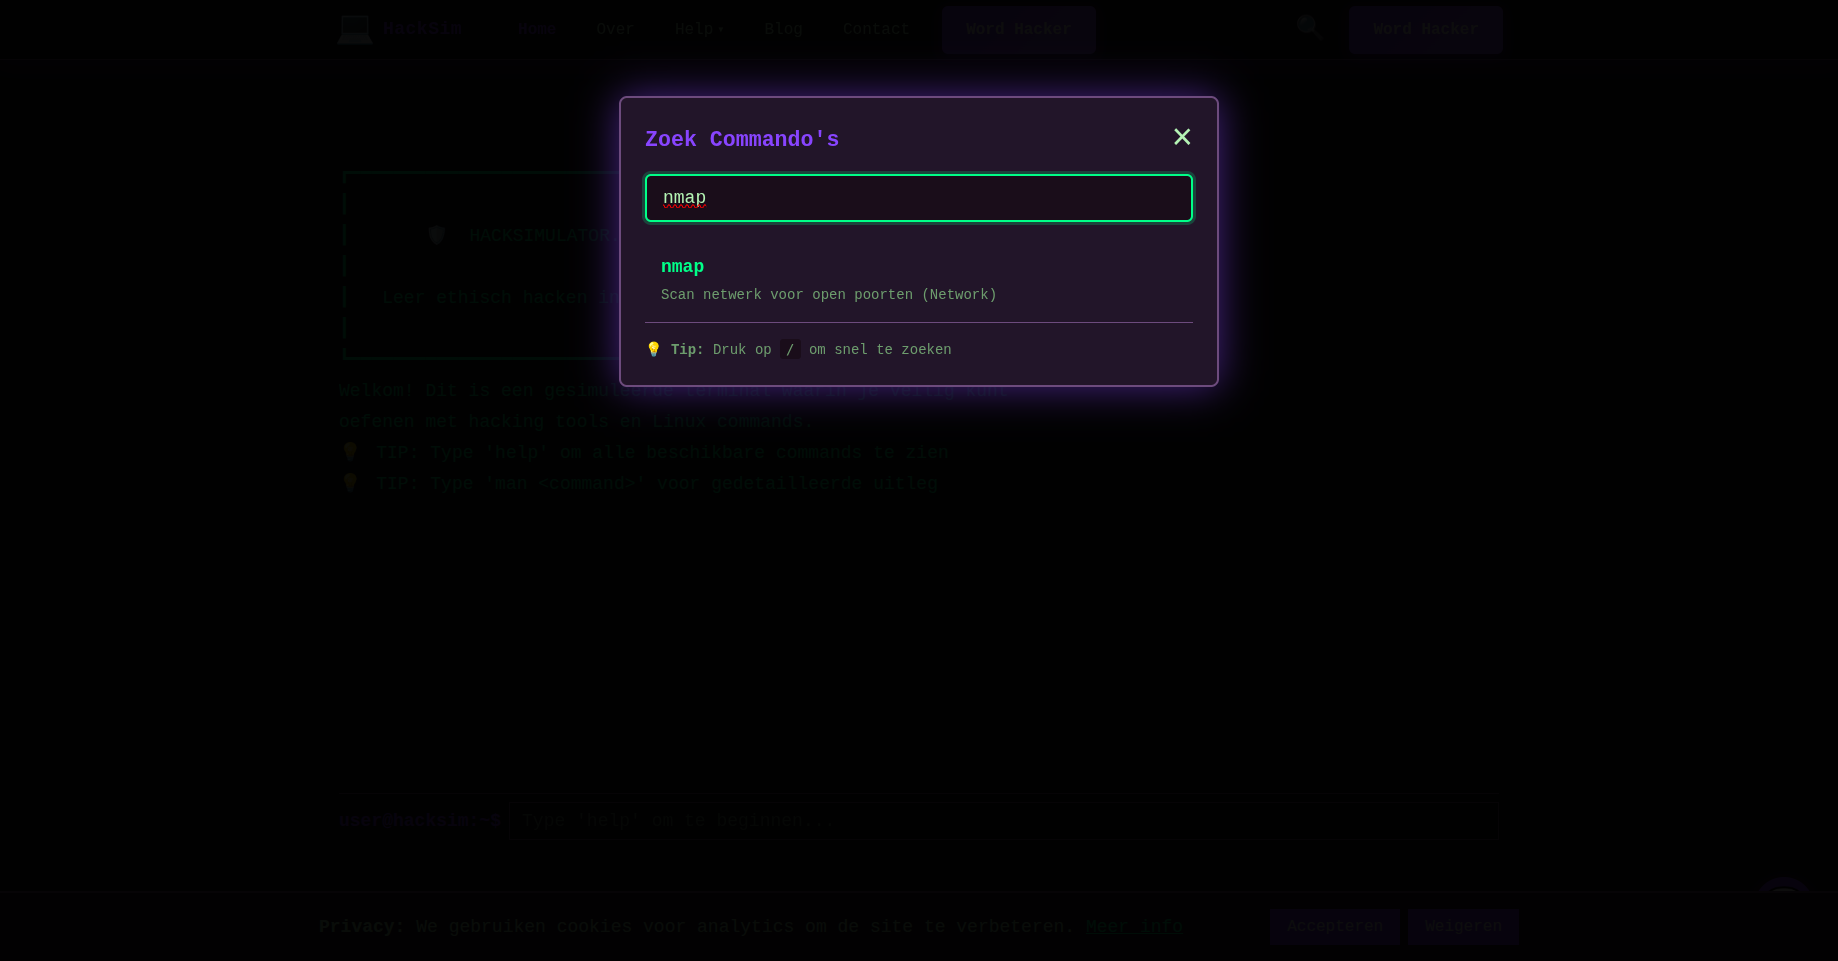 HackSim Home Over Help Blog Contact Word Hacker Word Hacker
Zoek Commando's
nmap
nmap
Scan netwerk voor open poorten (Network)
Tip: Druk op / om snel te zoeken
HACKSIMULATOR
Leer ethisch hacken in
Welkom! Dit is een gesimuleerde terminal waarin je veilig kunt
oefenen met hacking tools en Linux commands.
TIP: Type 'help' om alle beschikbare commands te zien
TIP: Type 'man <command>' voor gedetailleerde uitleg
user@hacksim:~$ Type 'help' om te beginnen...
Privacy: We gebruiken cookies voor analytics om de site te verbeteren. Meer info Accepteren Weigeren